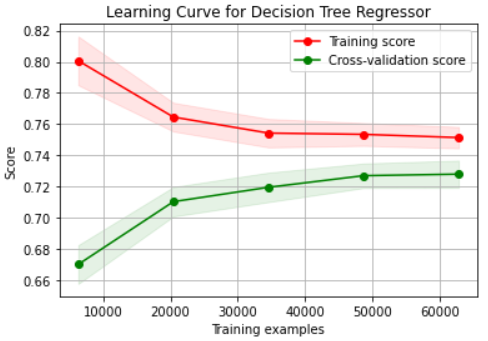 Learning Curve for Decision Tree Regressor
Training score
Cross-validation score
0.82
0.80
0.78
0.76
0.74
0.72
0.70
0.68
0.66
Score
10000 20000 30000 40000 50000 60000
Training examples